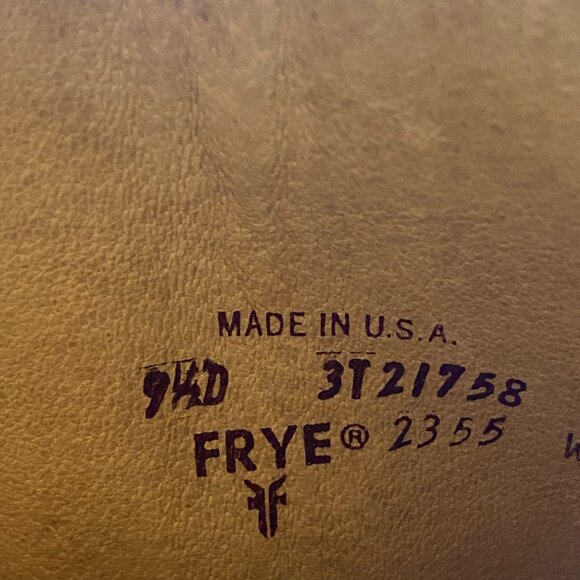 MADE IN U.S.A.
9½D 3T21758
FRYE® 2355